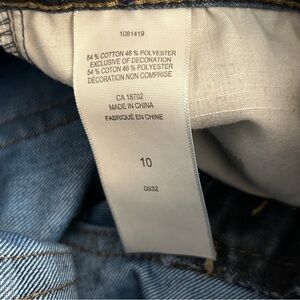 1081419
54 % COTTON 46 % POLYESTER
EXCLUSIVE OF DECORATION
54 % COTON 46 % POLYESTER
DÉCORATION NON COMPRISE
CA 18702
MADE IN CHINA
FABRIQUÉ EN CHINE
10
0932